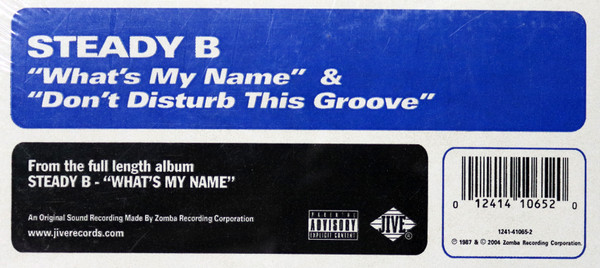 STEADY B
“What's My Name” &
“Don't Disturb This Groove”
From the full length album
STEADY B - “WHAT'S MY NAME”
An Original Sound Recording Made By Zomba Recording Corporation
www.jiverecords.com
PARENTAL
ADVISORY
EXPLICIT CONTENT
JIVE
®
0 12414 10652 0
1241-41065-2
℗ 1987 & © 2004 Zomba Recording Corporation.